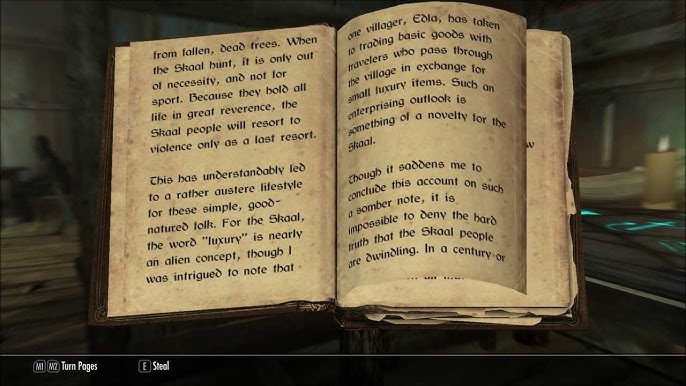 from fallen, dead trees. When
the Skaal hunt, it is only out
of necessity, and not for
sport. Because they hold all
life in great reverence, the
Skaal people will resort to
violence only as a last resort.
This has understandably led
to a rather austere lifestyle
for these simple, good-
natured folk. For the Skaal,
the word "luxury" is nearly
an alien concept, though I
was intrigued to note that
one villager, Edla, has taken
to trading basic goods with
travelers who pass through
the village in exchange for
small luxury items. Such an
enterprising outlook is
something of a novelty for the
Skaal.
Though it saddens me to
conclude this account on such
a somber note, it is
impossible to deny the hard
truth that the Skaal people
are dwindling. In a century or
M1 M2 Turn Pages
E Steal